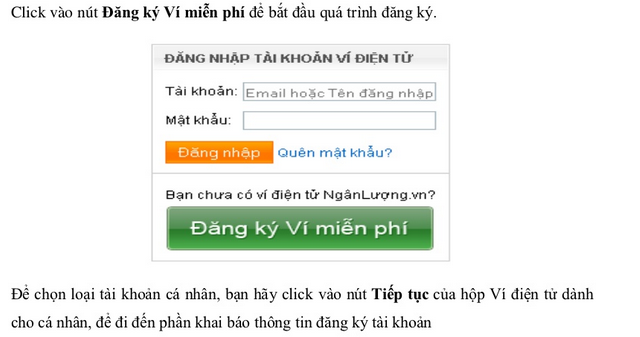 Click vào nút Đăng ký Ví miễn phí để bắt đầu quá trình đăng ký.
ĐĂNG NHẬP TÀI KHOẢN VÍ ĐIỆN TỬ
Tài khoản: Email hoặc Tên đăng nhập
Mật khẩu:
Đăng nhập Quên mật khẩu?
Bạn chưa có ví điện tử NgânLượng.vn?
Đăng ký Ví miễn phí
Để chọn loại tài khoản cá nhân, bạn hãy click vào nút Tiếp tục của hộp Ví điện tử dành
cho cá nhân, để đi đến phần khai báo thông tin đăng ký tài khoản